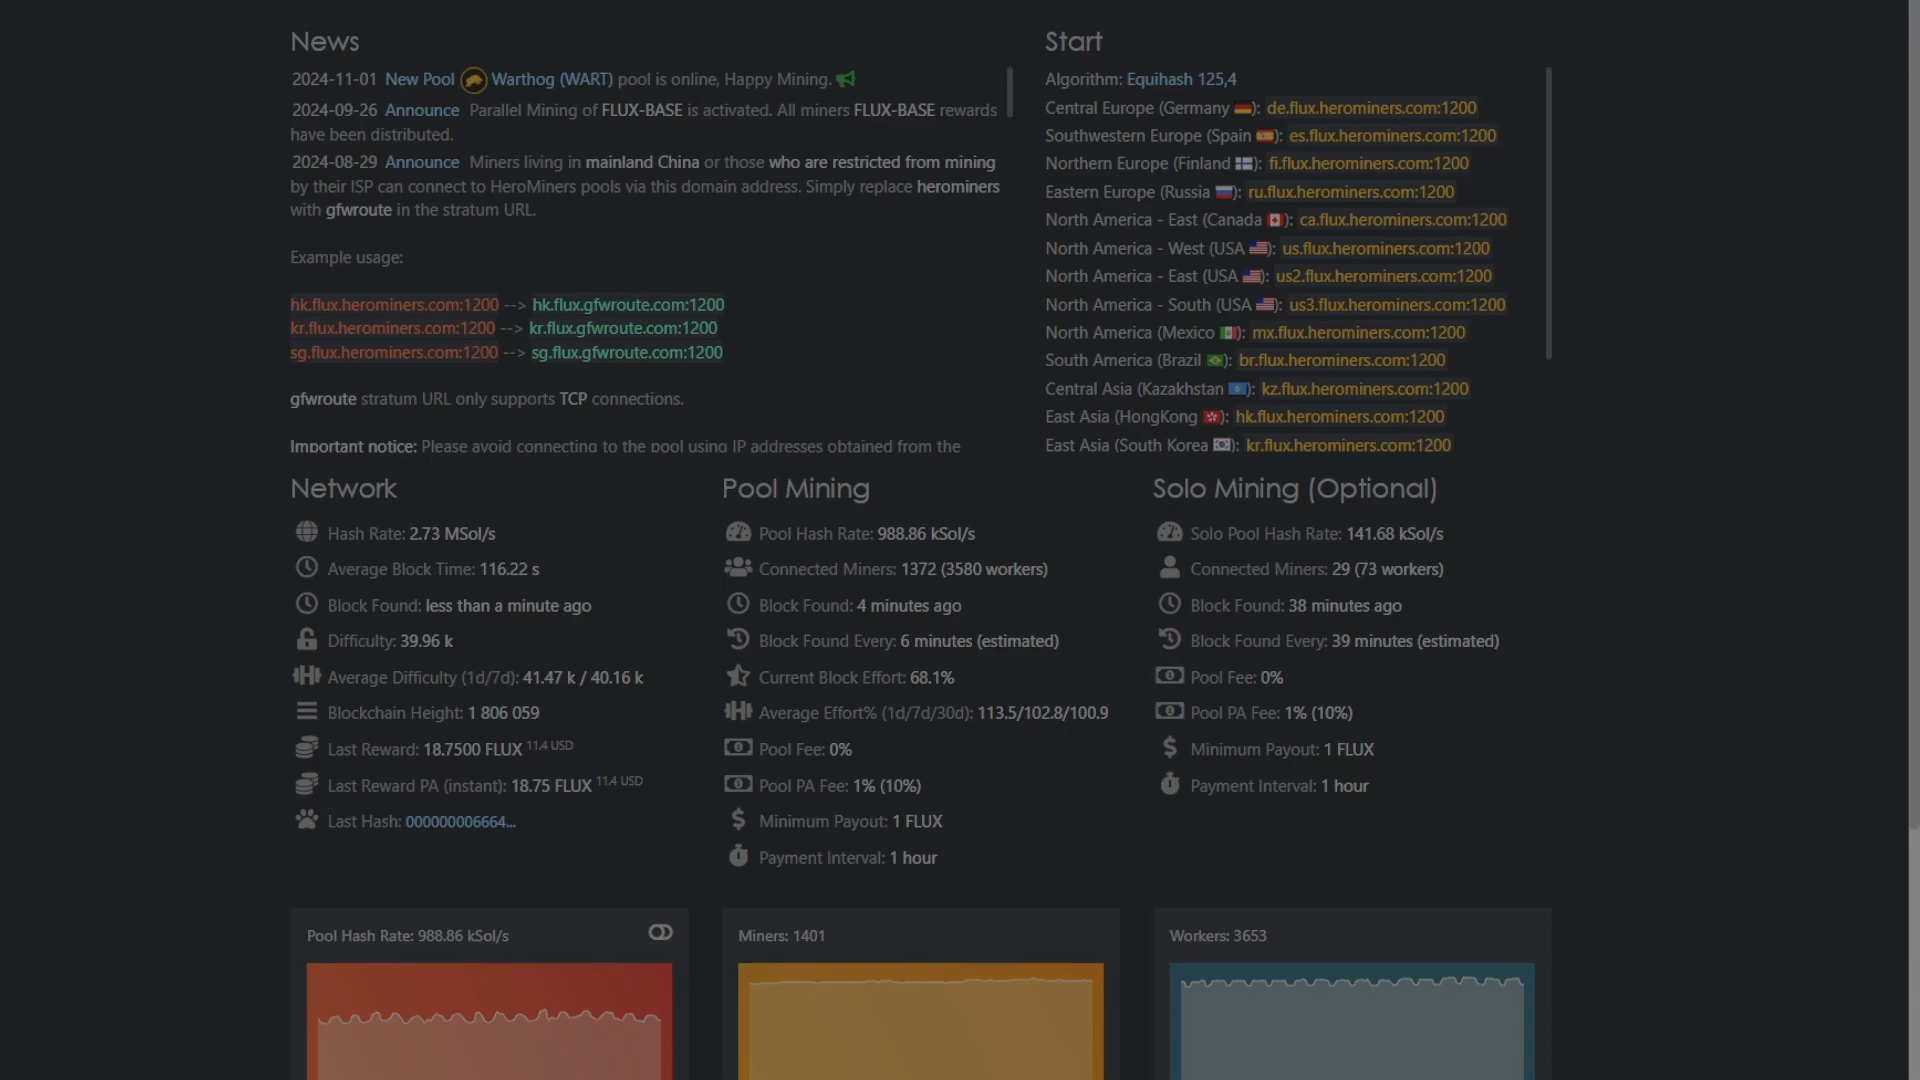 News
2024-11-01 New Pool Warthog (WART) pool is online, Happy Mining.
2024-09-26 Announce Parallel Mining of FLUX-BASE is activated. All miners FLUX-BASE rewards
have been distributed.
2024-08-29 Announce Miners living in mainland China or those who are restricted from mining
by their ISP can connect to HeroMiners pools via this domain address. Simply replace herominers
with gfwroute in the stratum URL.
Example usage:
hk.flux.herominers.com:1200 --> hk.flux.gfwroute.com:1200
kr.flux.herominers.com:1200 --> kr.flux.gfwroute.com:1200
sg.flux.herominers.com:1200 --> sg.flux.gfwroute.com:1200
gfwroute stratum URL only supports TCP connections.
Important notice: Please avoid connecting to the pool using IP addresses obtained from the
Start
Algorithm: Equihash 125,4
Central Europe (Germany): de.flux.herominers.com:1200
Southwestern Europe (Spain): es.flux.herominers.com:1200
Northern Europe (Finland): fi.flux.herominers.com:1200
Eastern Europe (Russia): ru.flux.herominers.com:1200
North America - East (Canada): ca.flux.herominers.com:1200
North America - West (USA): us.flux.herominers.com:1200
North America - East (USA): us2.flux.herominers.com:1200
North America - South (USA): us3.flux.herominers.com:1200
North America (Mexico): mx.flux.herominers.com:1200
South America (Brazil): br.flux.herominers.com:1200
Central Asia (Kazakhstan): kz.flux.herominers.com:1200
East Asia (HongKong): hk.flux.herominers.com:1200
East Asia (South Korea): kr.flux.herominers.com:1200
Network
Hash Rate: 2.73 MSol/s
Average Block Time: 116.22 s
Block Found: less than a minute ago
Difficulty: 39.96 k
Average Difficulty (1d/7d): 41.47 k / 40.16 k
Blockchain Height: 1 806 059
Last Reward: 18.7500 FLUX 11.4 USD
Last Reward PA (instant): 18.75 FLUX 11.4 USD
Last Hash: 000000006664...
Pool Mining
Pool Hash Rate: 988.86 kSol/s
Connected Miners: 1372 (3580 workers)
Block Found: 4 minutes ago
Block Found Every: 6 minutes (estimated)
Current Block Effort: 68.1%
Average Effort% (1d/7d/30d): 113.5/102.8/100.9
Pool Fee: 0%
Pool PA Fee: 1% (10%)
Minimum Payout: 1 FLUX
Payment Interval: 1 hour
Solo Mining (Optional)
Solo Pool Hash Rate: 141.68 kSol/s
Connected Miners: 29 (73 workers)
Block Found: 38 minutes ago
Block Found Every: 39 minutes (estimated)
Pool Fee: 0%
Pool PA Fee: 1% (10%)
Minimum Payout: 1 FLUX
Payment Interval: 1 hour
Pool Hash Rate: 988.86 kSol/s
Miners: 1401
Workers: 3653